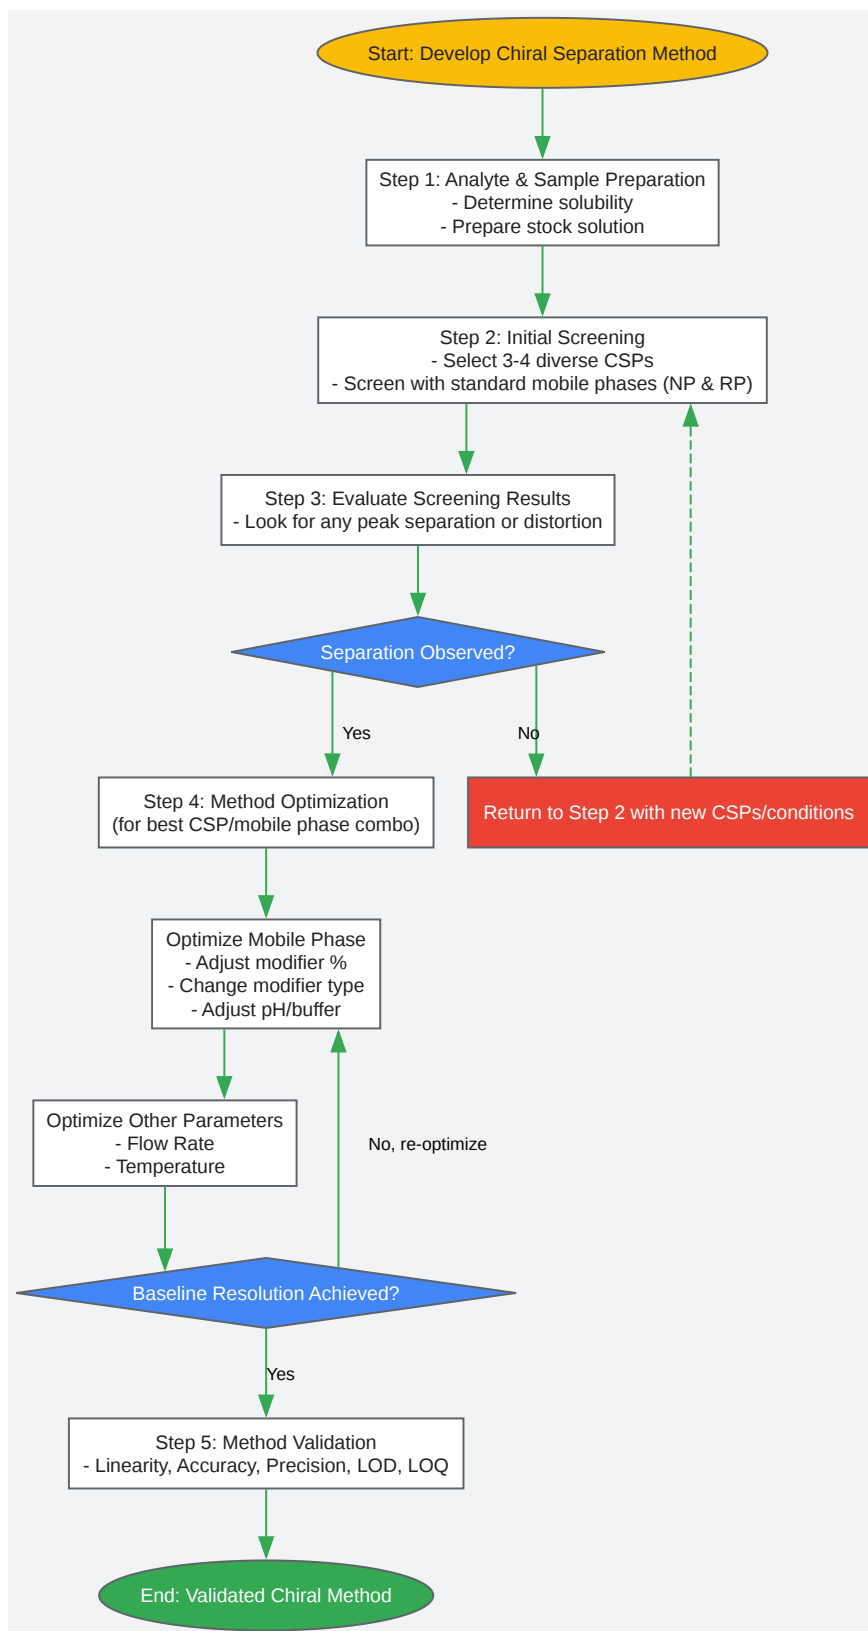 Start: Develop Chiral Separation Method
Step 1: Analyte & Sample Preparation
- Determine solubility
- Prepare stock solution
Step 2: Initial Screening
- Select 3-4 diverse CSPs
- Screen with standard mobile phases (NP & RP)
Step 3: Evaluate Screening Results
- Look for any peak separation or distortion
Separation Observed?
Yes
No
Step 4: Method Optimization
(for best CSP/mobile phase combo)
Return to Step 2 with new CSPs/conditions
Optimize Mobile Phase
- Adjust modifier %
- Change modifier type
- Adjust pH/buffer
Optimize Other Parameters
- Flow Rate
- Temperature
No, re-optimize
Baseline Resolution Achieved?
Yes
Step 5: Method Validation
- Linearity, Accuracy, Precision, LOD, LOQ
End: Validated Chiral Method